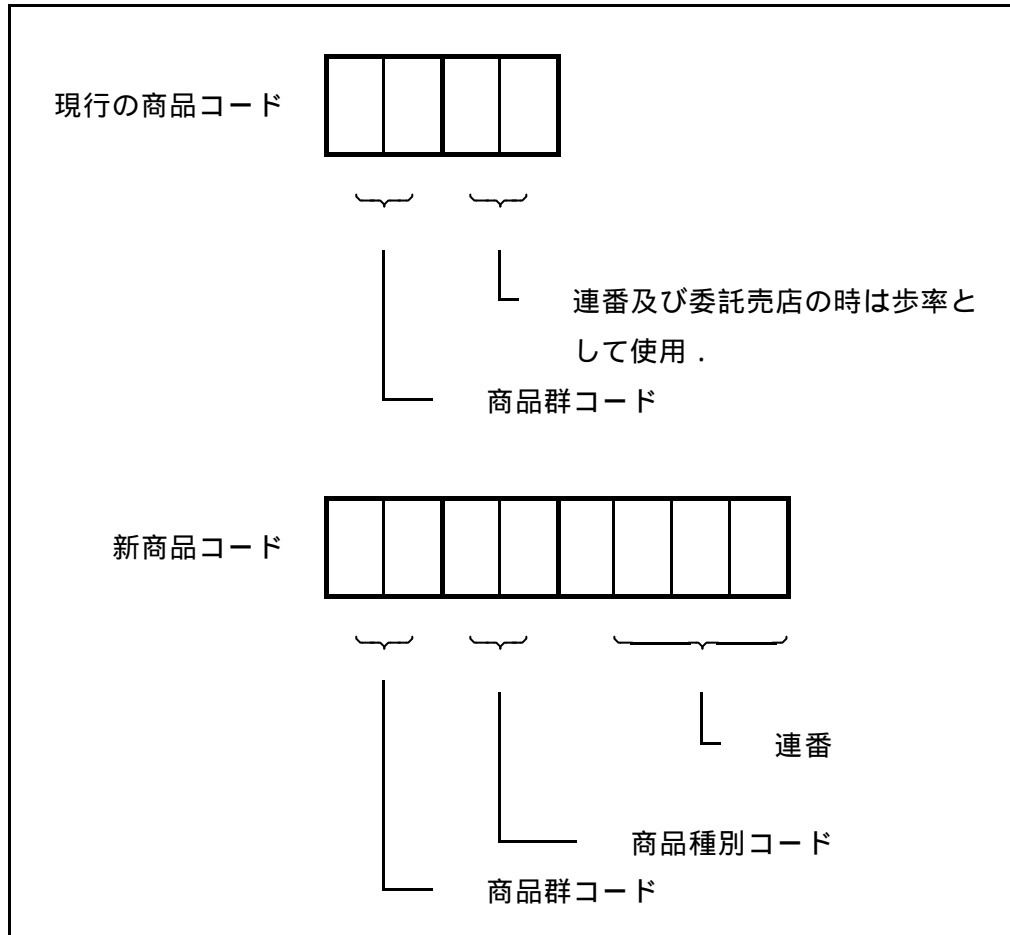 現行の商品コード
連番及び委託売店の時は歩率と
して使用．
商品群コード
新商品コード
連番
商品種別コード
商品群コード